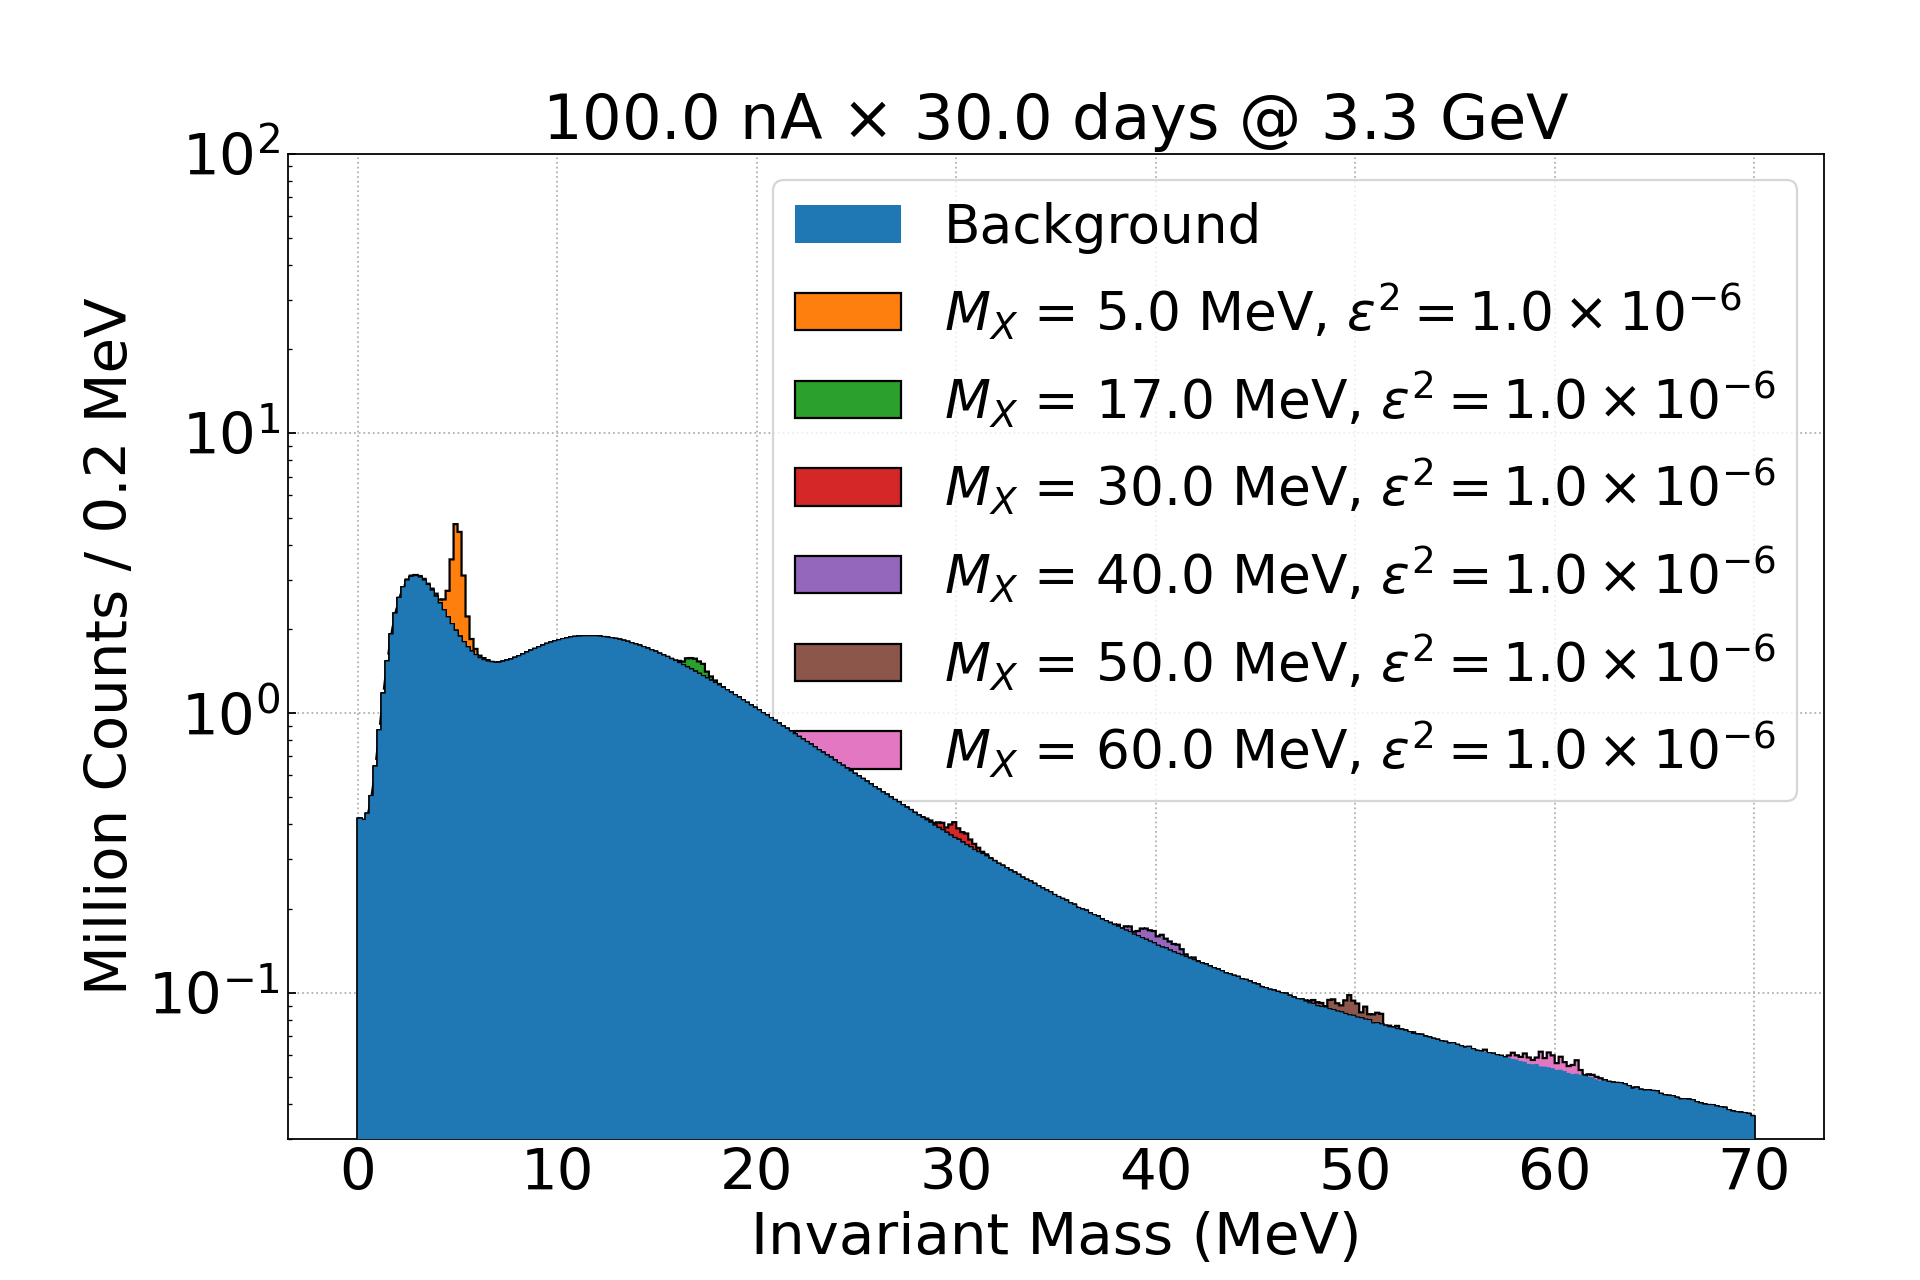 100.0 nA × 30.0 days @ 3.3 GeV
Million Counts / 0.2 MeV
10²
10¹
10⁰
10⁻¹
Background
M_X = 5.0 MeV, ε² = 1.0 × 10⁻⁶
M_X = 17.0 MeV, ε² = 1.0 × 10⁻⁶
M_X = 30.0 MeV, ε² = 1.0 × 10⁻⁶
M_X = 40.0 MeV, ε² = 1.0 × 10⁻⁶
M_X = 50.0 MeV, ε² = 1.0 × 10⁻⁶
M_X = 60.0 MeV, ε² = 1.0 × 10⁻⁶
0 10 20 30 40 50 60 70
Invariant Mass (MeV)